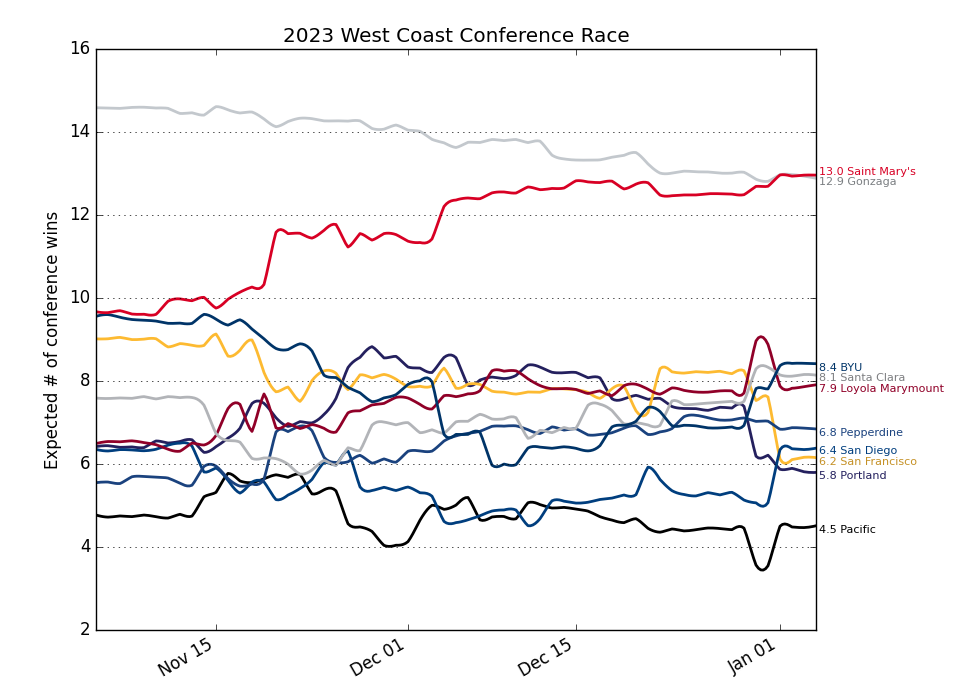 2023 West Coast Conference Race
Expected # of conference wins
16
14
12
10
8
6
4
2
13.0 Saint Mary's
12.9 Gonzaga
8.4 BYU
8.1 Santa Clara
7.9 Loyola Marymount
6.8 Pepperdine
6.4 San Diego
6.2 San Francisco
5.8 Portland
4.5 Pacific
Nov 15
Dec 01
Dec 15
Jan 01